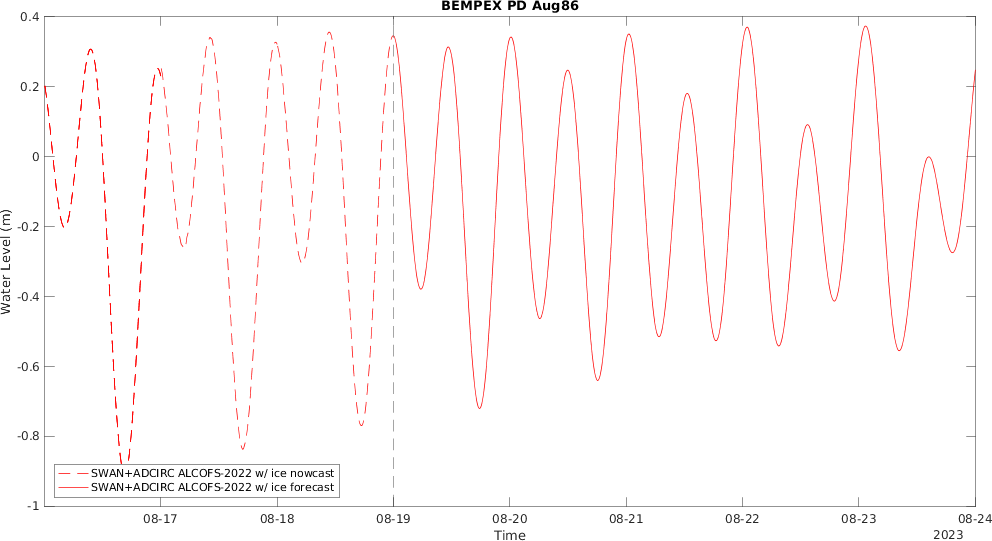 BEMPEX PD Aug86
0.4
0.2
0
-0.2
-0.4
-0.6
-0.8
-1
Water Level (m)
SWAN+ADCIRC ALCOFS-2022 w/ ice nowcast
SWAN+ADCIRC ALCOFS-2022 w/ ice forecast
08-17 08-18 08-19 08-20 08-21 08-22 08-23 08-24
Time
2023